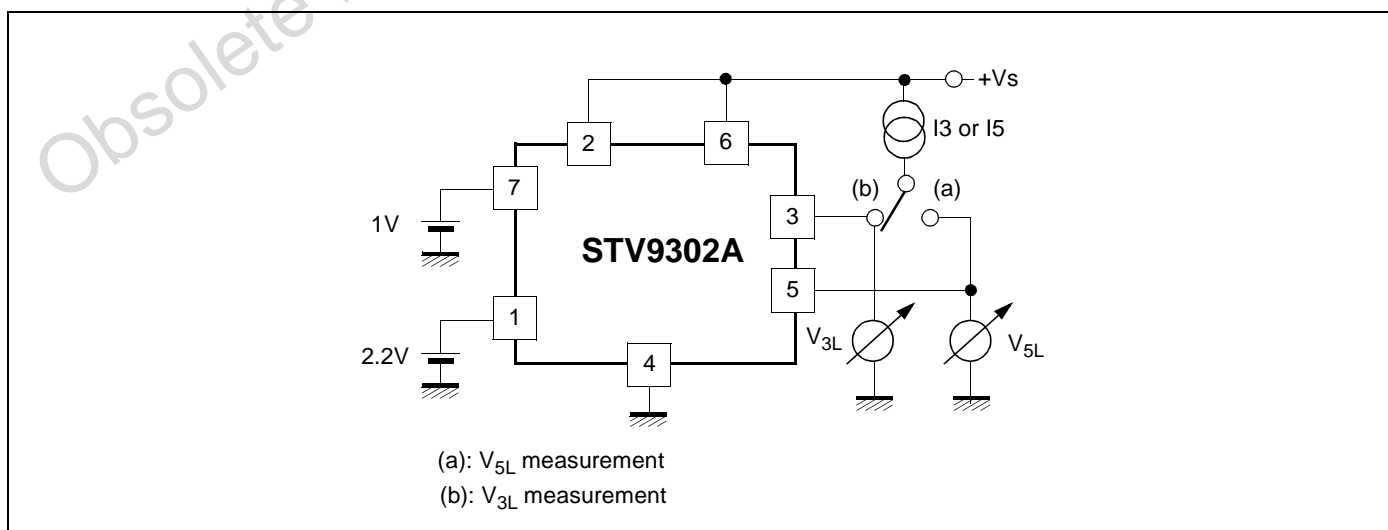 Obsolete
+Vs
I3 or I5
2
6
7
(b)
(a)
3
1V
STV9302A
5
1
V3L
V5L
2.2V
4
(a): V5L measurement
(b): V3L measurement